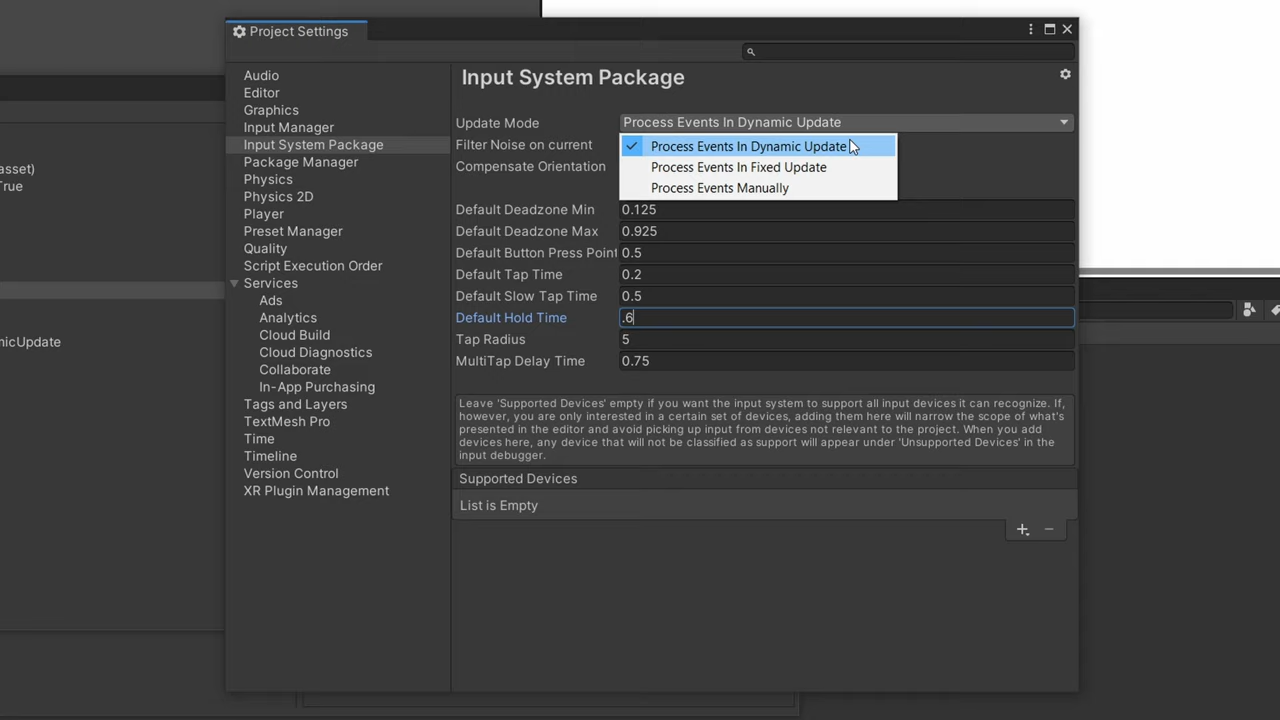 Project Settings
Input System Package
Audio
Editor
Graphics
Input Manager
Input System Package
Package Manager
Physics
Physics 2D
Player
Preset Manager
Quality
Script Execution Order
Services
Ads
Analytics
Cloud Build
Cloud Diagnostics
Collaborate
In-App Purchasing
Tags and Layers
TextMesh Pro
Time
Timeline
Version Control
XR Plugin Management
Update Mode Process Events In Dynamic Update
Filter Noise on current
Compensate Orientation
Process Events In Dynamic Update
Process Events In Fixed Update
Process Events Manually
Default Deadzone Min 0.125
Default Deadzone Max 0.925
Default Button Press Point 0.5
Default Tap Time 0.2
Default Slow Tap Time 0.5
Default Hold Time .6
Tap Radius 5
MultiTap Delay Time 0.75
Leave 'Supported Devices' empty if you want the input system to support all input devices it can recognize. If,
however, you are only interested in a certain set of devices, adding them here will narrow the scope of what's
presented in the editor and avoid picking up input from devices not relevant to the project. When you add
devices here, any device that will not be classified as support will appear under 'Unsupported Devices' in the
input debugger.
Supported Devices
List is Empty
asset)
True
micUpdate